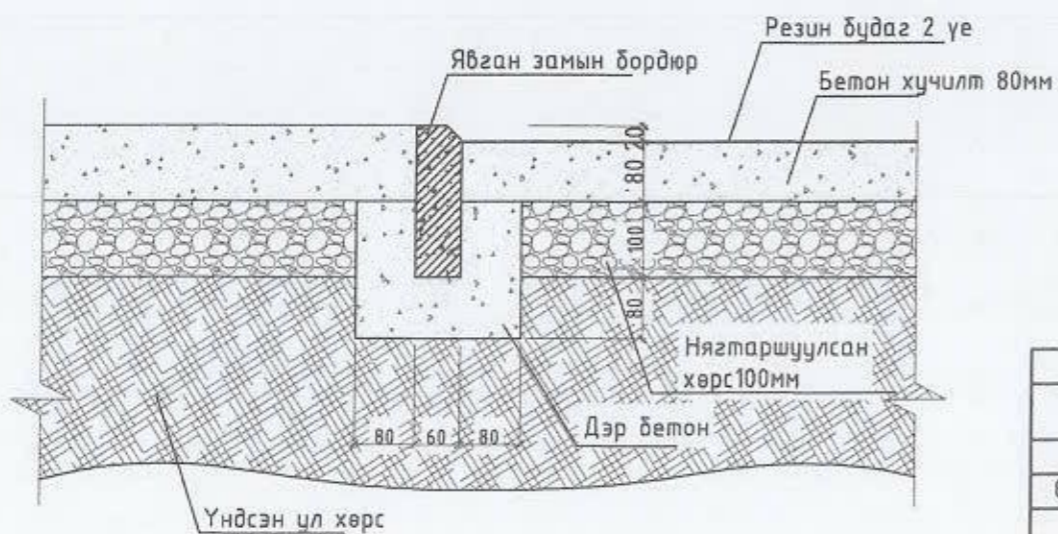 Резин будаг 2 үе
Явган замын бордюр
Бетон хучилт 80мм
20
80
100
80
Нягтаршуулсан
хөрс100мм
80 60 80
Дэр бетон
Үндсэн ул хөрс